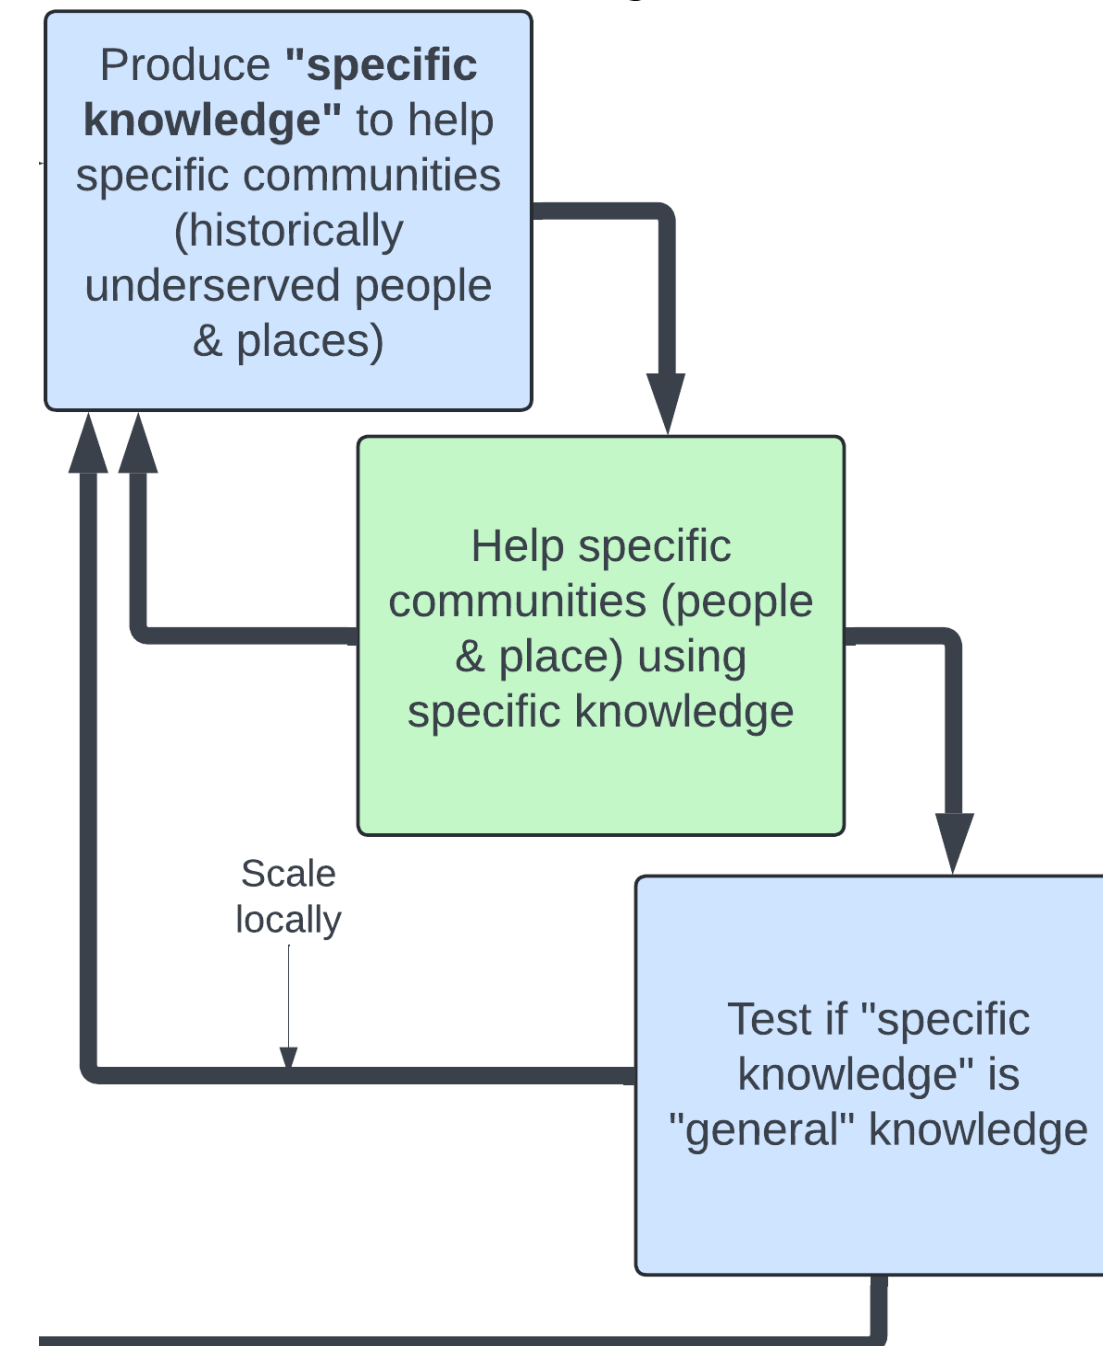 Produce "specific
knowledge" to help
specific communities
(historically
underserved people
& places)
Help specific
communities (people
& place) using
specific knowledge
Scale
locally
Test if "specific
knowledge" is
"general" knowledge